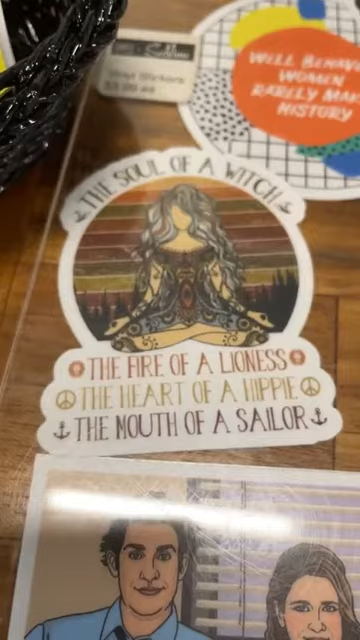 Vinyl Stickers
WELL BEHAVED
WOMEN
RARELY MAKE
HISTORY
THE SOUL OF A WITCH
THE FIRE OF A LIONESS
THE HEART OF A HIPPIE
THE MOUTH OF A SAILOR